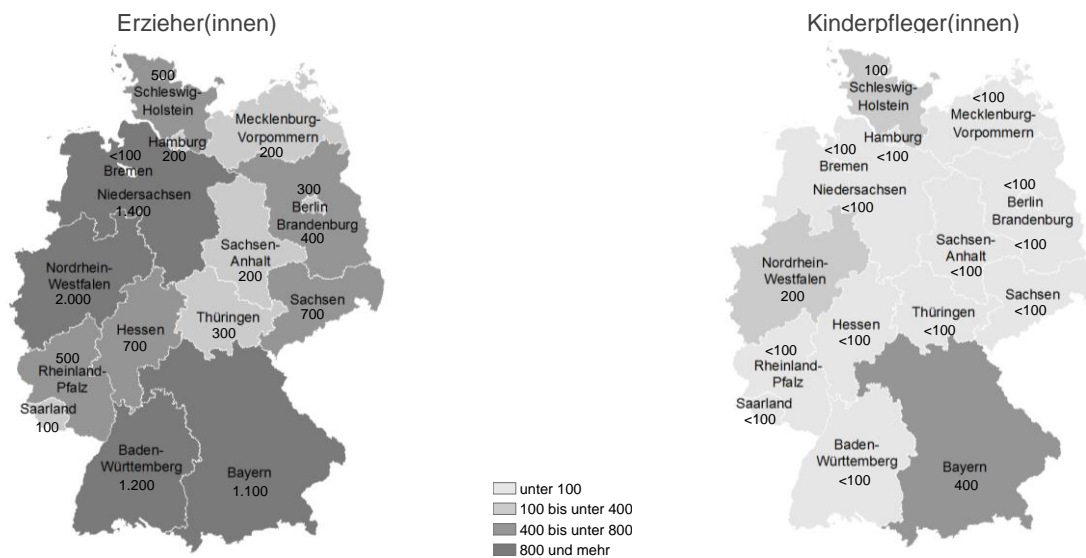 Erzieher(innen)
500
Schleswig-
Holstein
Mecklenburg-
Vorpommern
200
Hamburg
200
<100
Bremen
Niedersachsen
1.400
300
Berlin
Brandenburg
400
Sachsen-
Anhalt
200
Nordrhein-
Westfalen
2.000
Sachsen
700
Thüringen
300
Hessen
700
500
Rheinland-
Pfalz
Saarland
100
Baden-
Württemberg
1.200
Bayern
1.100
unter 100
100 bis unter 400
400 bis unter 800
800 und mehr
Kinderpfleger(innen)
100
Schleswig-
Holstein
<100
Mecklenburg-
Vorpommern
Hamburg
<100
<100
Bremen
Niedersachsen
<100
<100
Berlin
Brandenburg
<100
Sachsen-
Anhalt
<100
Nordrhein-
Westfalen
200
Sachsen
<100
Thüringen
<100
Hessen
<100
<100
Rheinland-
Pfalz
Saarland
<100
Baden-
Württemberg
<100
Bayern
400